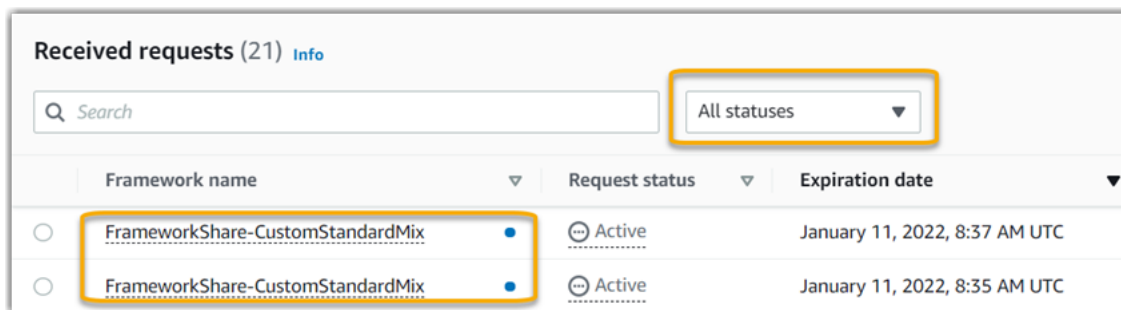 Received requests (21) Info
Search
All statuses
Framework name Request status Expiration date
FrameworkShare-CustomStandardMix Active January 11, 2022, 8:37 AM UTC
FrameworkShare-CustomStandardMix Active January 11, 2022, 8:35 AM UTC